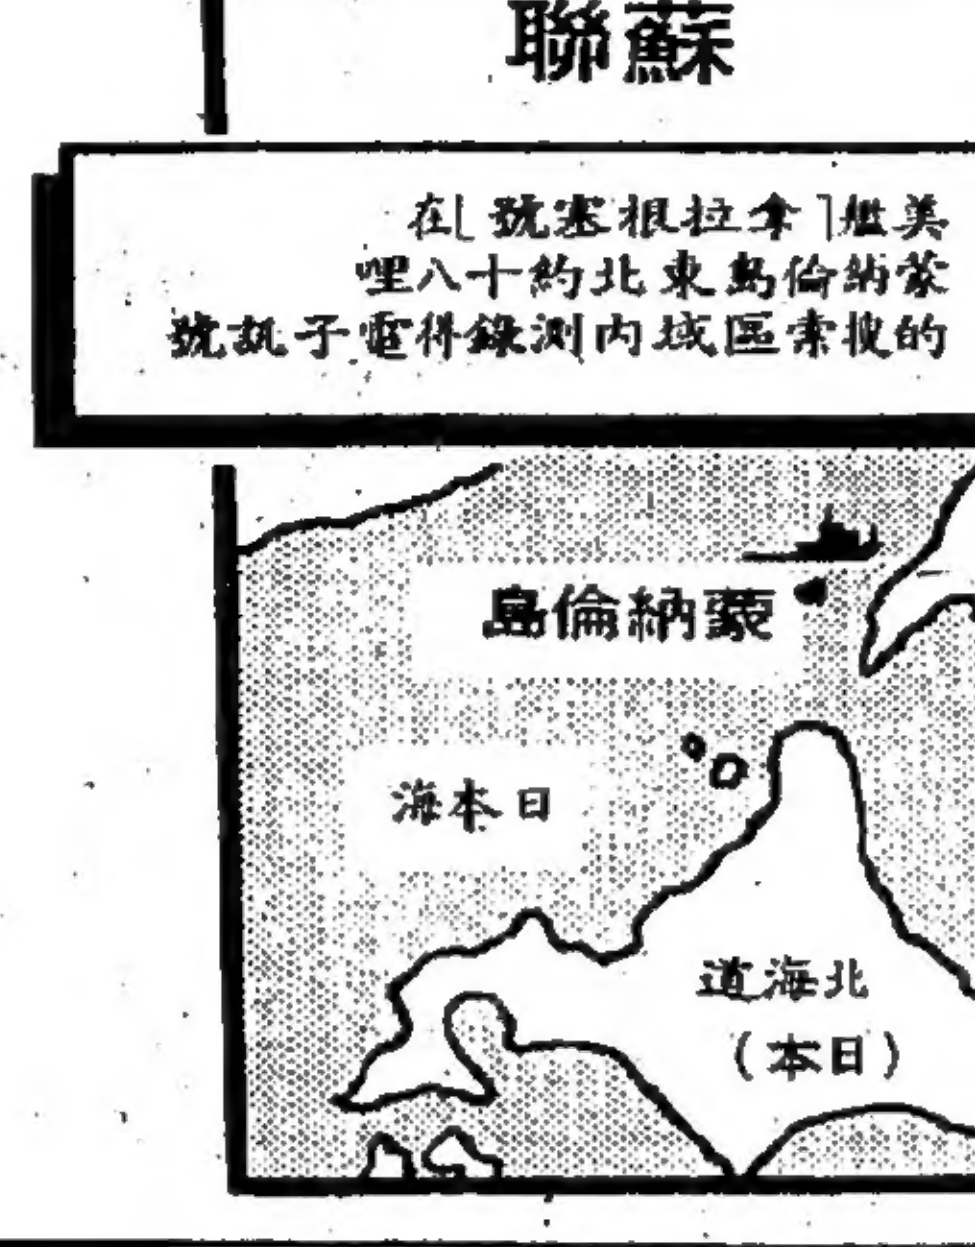 蘇聯
美艦「拿拉根塞號」在
蒙納倫島東北約十八哩
的搜索區域內測錄得電子訊號
蒙納倫島
日本海
北海道
(日本)